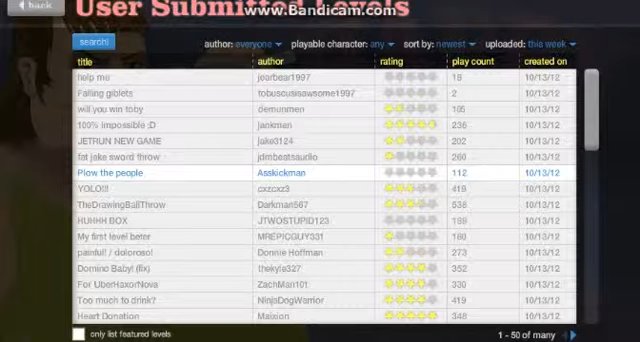 back
User Submitted Levels
www.Bandicam.com
search!
author: everyone playable character: any sort by: newest uploaded: this week
title author rating play count created on
help me jearbear1997 18 10/13/12
Falling giblets tobuscusisawsome1997 2 10/13/12
will you win toby demunmen 105 10/13/12
100% impossible :D jankman 236 10/13/12
JETRUN NEW GAME jake3124 202 10/13/12
fat jake sword throw jdmbeatsaudio 260 10/13/12
Plow the people Asskickman 112 10/13/12
YOLO!!! cxzcxz3 419 10/13/12
TheDrawingBallThrow Darkman567 538 10/13/12
HUHHH BOX JTWOSTUPID123 189 10/13/12
My first level beter MREPICGUY331 180 10/13/12
painful! / doloroso! Donnie Hoffman 273 10/13/12
Domino Baby! (fix) thekyle327 352 10/13/12
For UberHaxorNova ZachMan101 330 10/13/12
Too much to drink? NinjaDogWarrior 419 10/13/12
Heart Donation Maixion 348 10/13/12
only list featured levels 1 - 50 of many